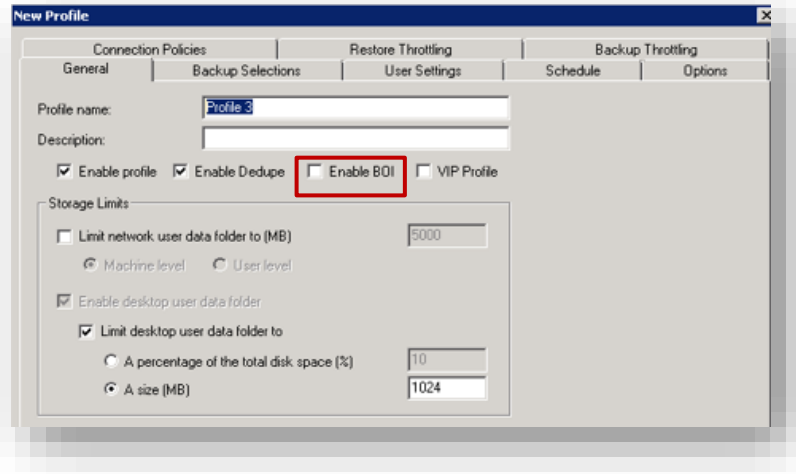 New Profile
Connection Policies Restore Throttling Backup Throttling
General Backup Selections User Settings Schedule Options
Profile name: Profile 3
Description:
Enable profile Enable Dedupe Enable BOI VIP Profile
Storage Limits
Limit network user data folder to (MB) 5000
Machine level User level
Enable desktop user data folder
Limit desktop user data folder to
A percentage of the total disk space (%) 10
A size (MB) 1024